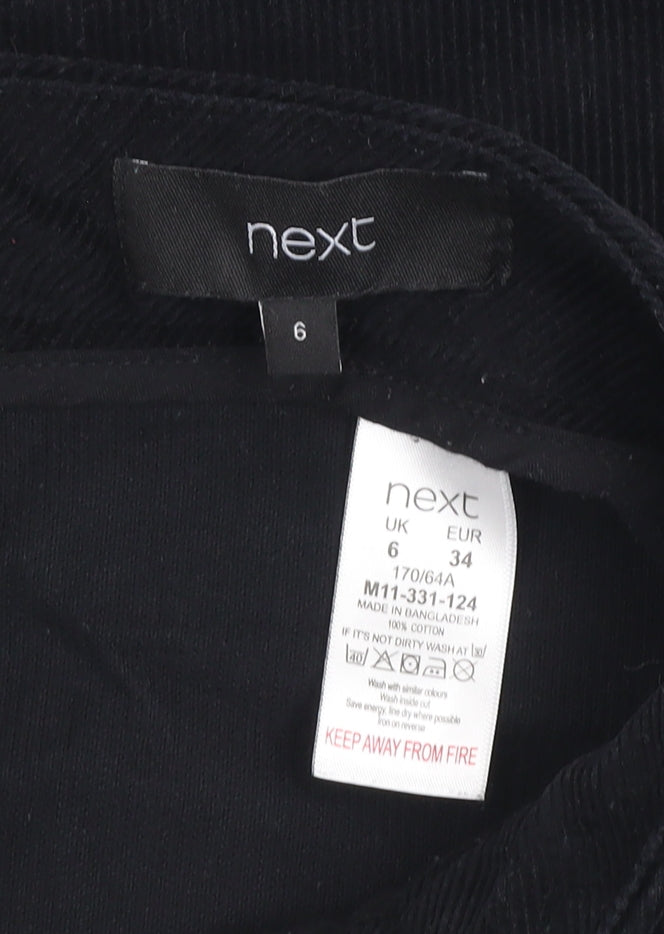 next
6
next
UK EUR
6 34
170/64A
M11-331-124
MADE IN BANGLADESH
100% COTTON
IF IT'S NOT DIRTY WASH AT 30
40
Wash with similar colours
Wash inside out
Save energy, line dry where possible
Iron on reverse
KEEP AWAY FROM FIRE